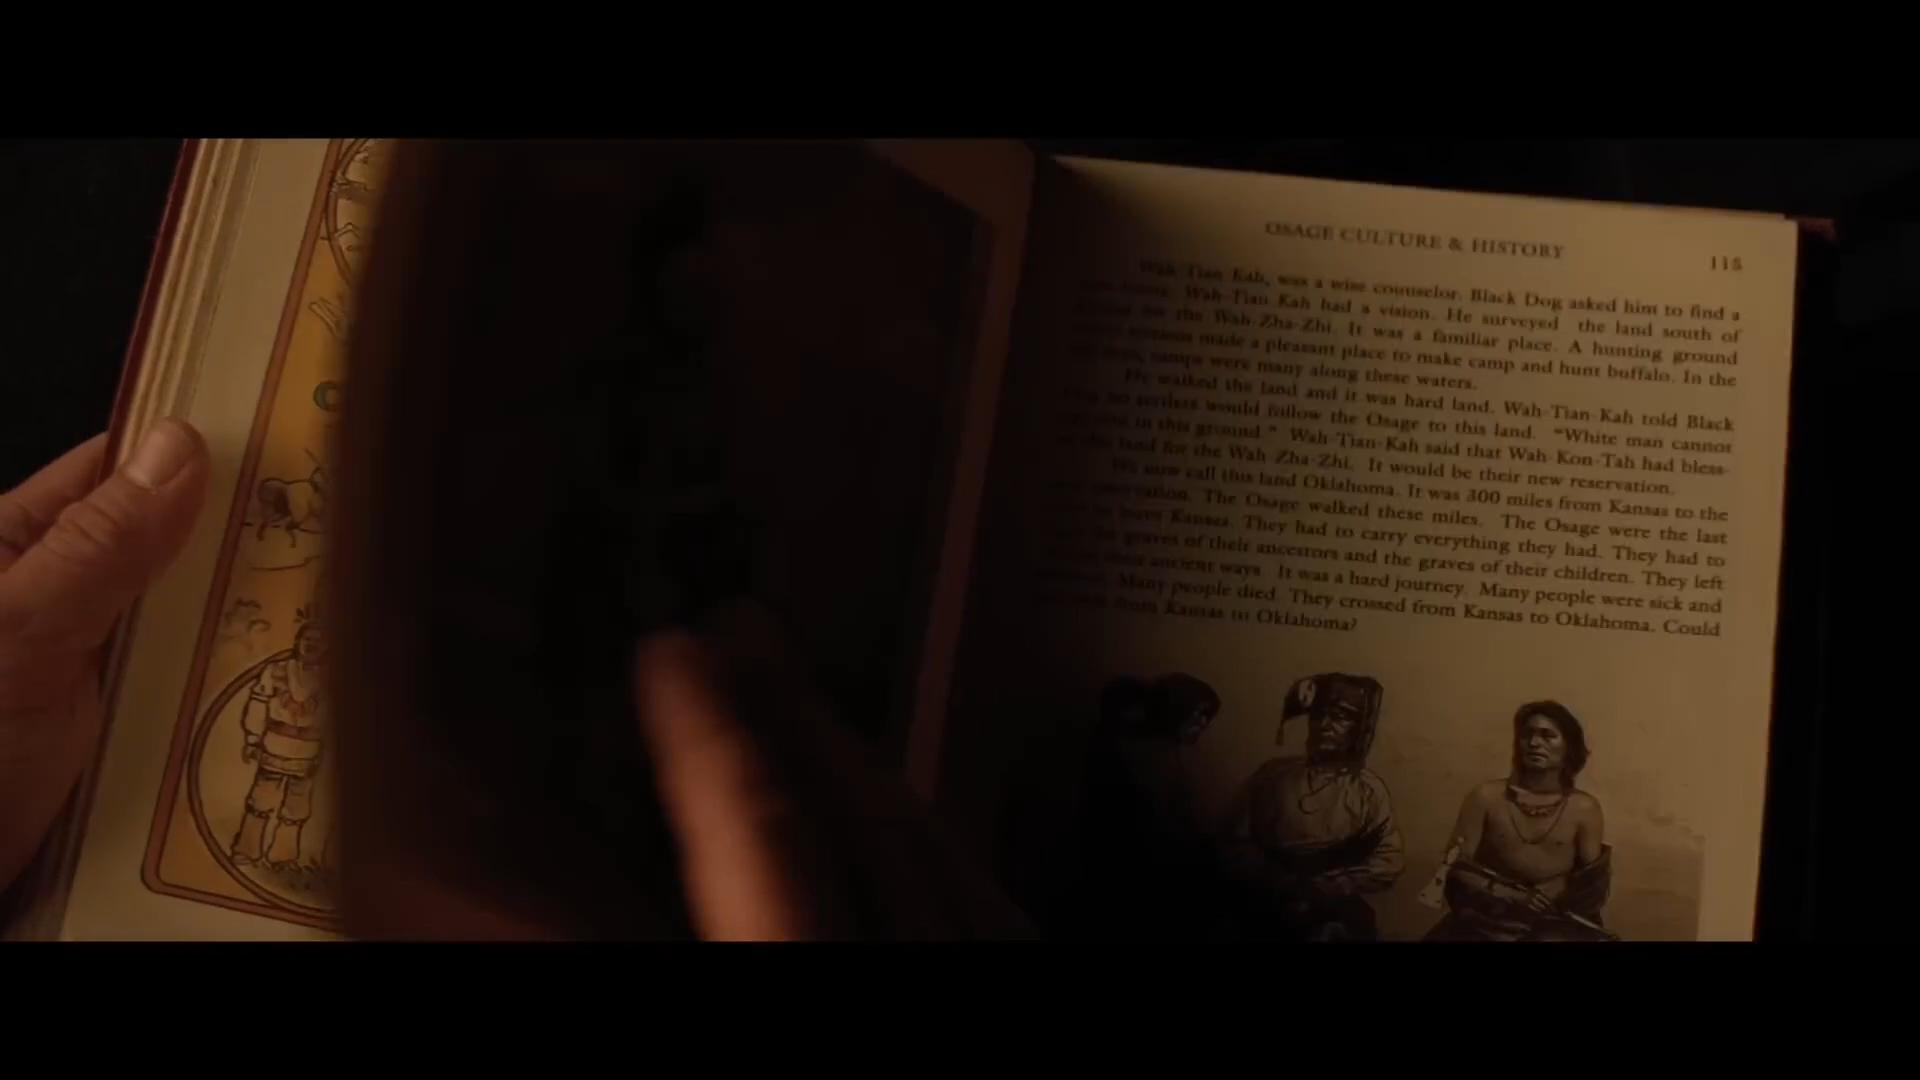 OSAGE CULTURE & HISTORY
115
Wah-Tian Kah, was a wise counselor. Black Dog asked him to find a
Wah-Tian Kah had a vision. He surveyed the land south of
for the Wah-Zha-Zhi. It was a familiar place. A hunting ground
made a pleasant place to make camp and hunt buffalo. In the
camps were many along these waters.
He walked the land and it was hard land. Wah-Tian-Kah told Black
no settlers would follow the Osage to this land. "White man cannot
in this ground." Wah-Tian-Kah said that Wah-Kon-Tah had bless-
this land for the Wah-Zha-Zhi. It would be their new reservation.
We now call this land Oklahoma. It was 300 miles from Kansas to the
The Osage walked these miles. The Osage were the last
to leave Kansas. They had to carry everything they had. They had to
the graves of their ancestors and the graves of their children. They left
their ancient ways. It was a hard journey. Many people were sick and
Many people died. They crossed from Kansas to Oklahoma. Could
from Kansas to Oklahoma?